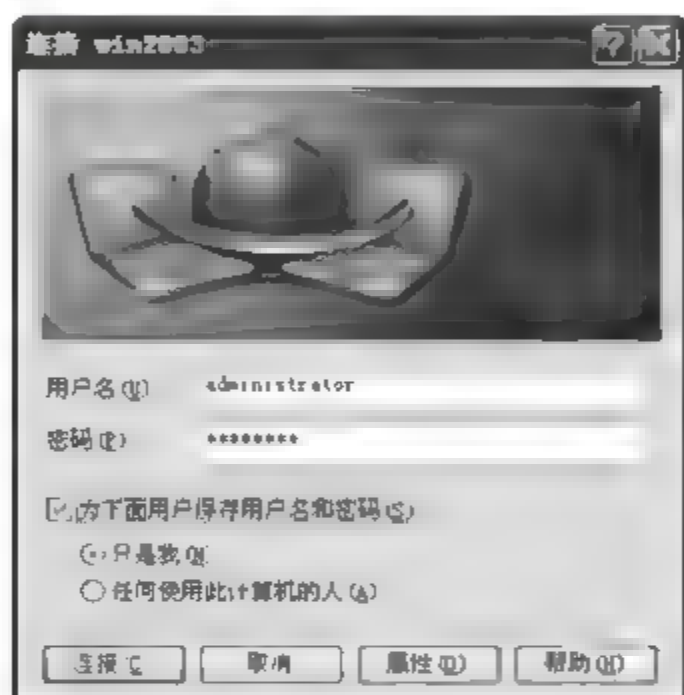 连接 win2003
用户名(U)
administrator
密码(P)
********
为下面用户保存用户名和密码(S)
只是我(N)
任何使用此计算机的人(A)
连接(C)
取消
属性(O)
帮助(H)